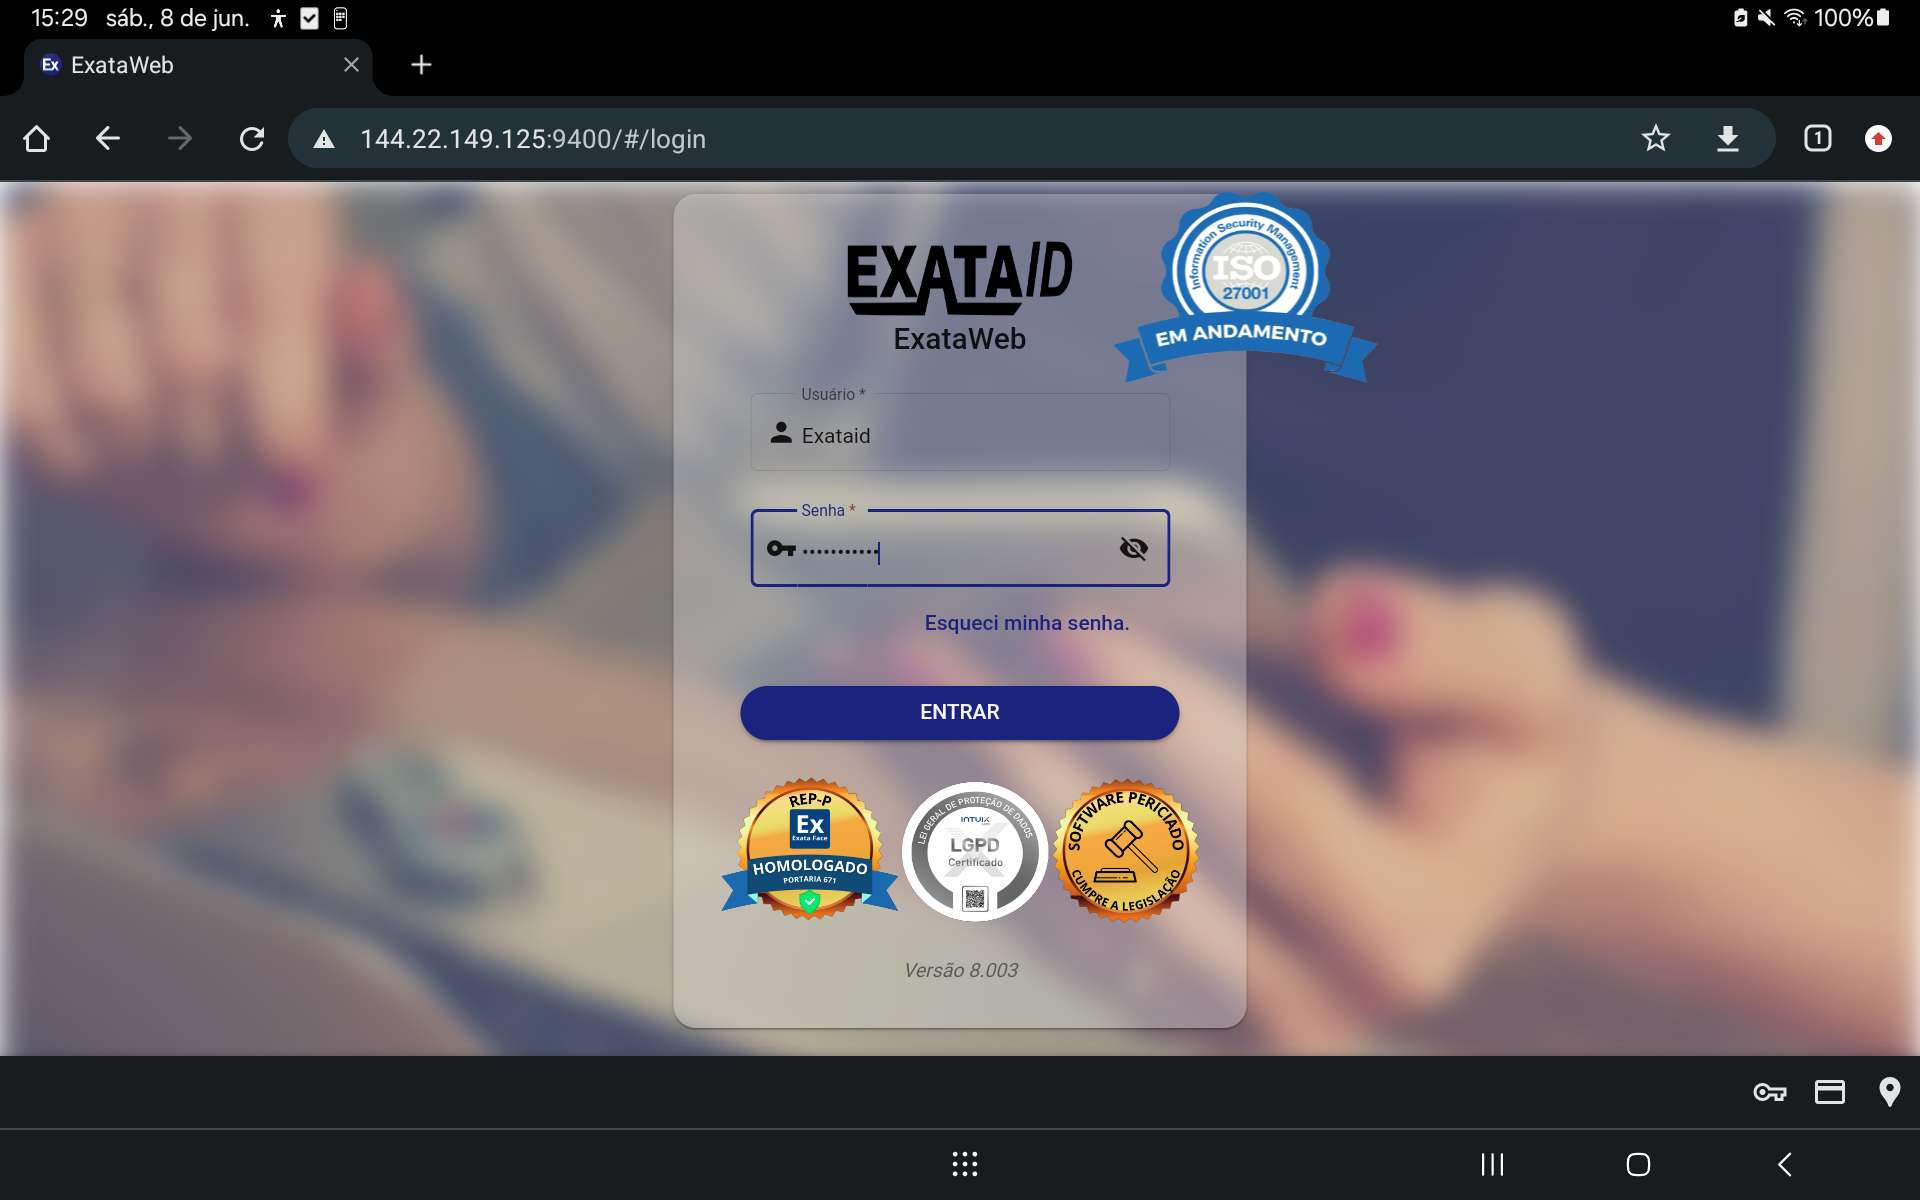 15:29 sáb., 8 de jun. 100%
Ex ExataWeb
144.22.149.125:9400/#/login
1
EXATAID
ExataWeb
Information Security Management
ISO
27001
EM ANDAMENTO
Usuário *
Exataid
Senha *
•••••••••••
Esqueci minha senha.
ENTRAR
REP-P
Ex
Exata Face
HOMOLOGADO
PORTARIA 671
LEI GERAL DE PROTEÇÃO DE DADOS
INTUIX
LGPD
Certificado
SOFTWARE PERICIADO
CUMPRE A LEGISLAÇÃO
Versão 8.003